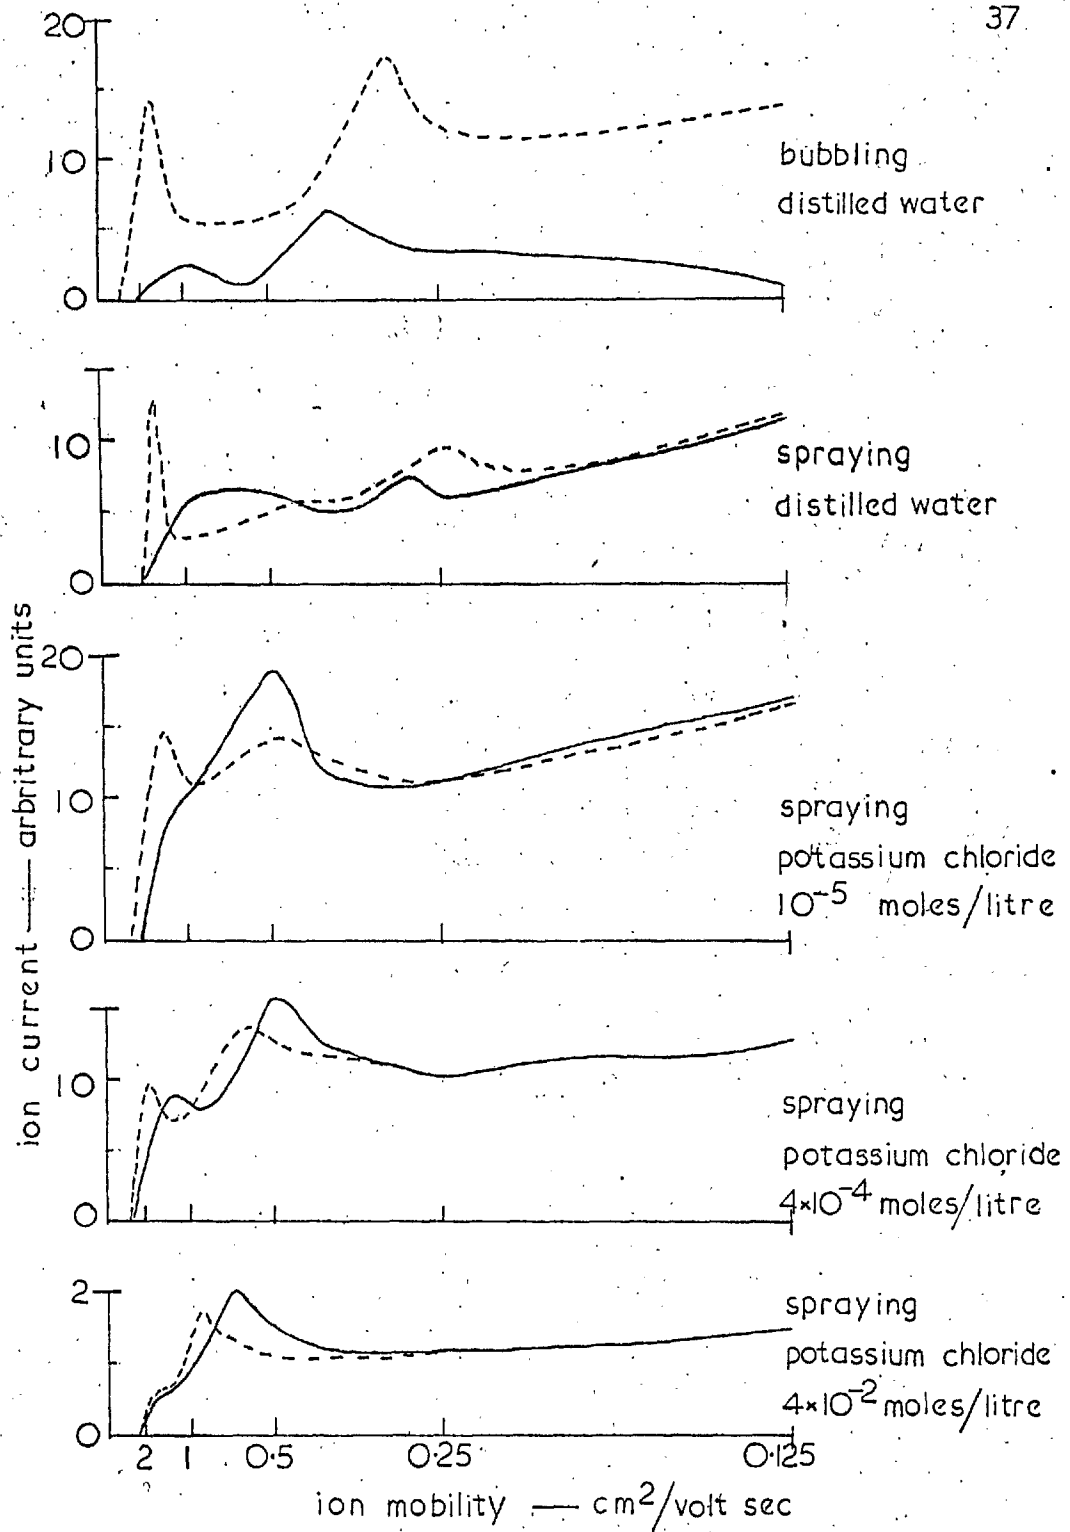 37
20
10
0
bubbling
distilled water
10
0
spraying
distilled water
20
10
0
spraying
potassium chloride
10-5 moles/litre
10
0
spraying
potassium chloride
4×10-4 moles/litre
2
1
0
spraying
potassium chloride
4×10-2 moles/litre
2 1 0·5 0·25 0·125
ion mobility — cm2/volt sec
ion current — arbritrary units